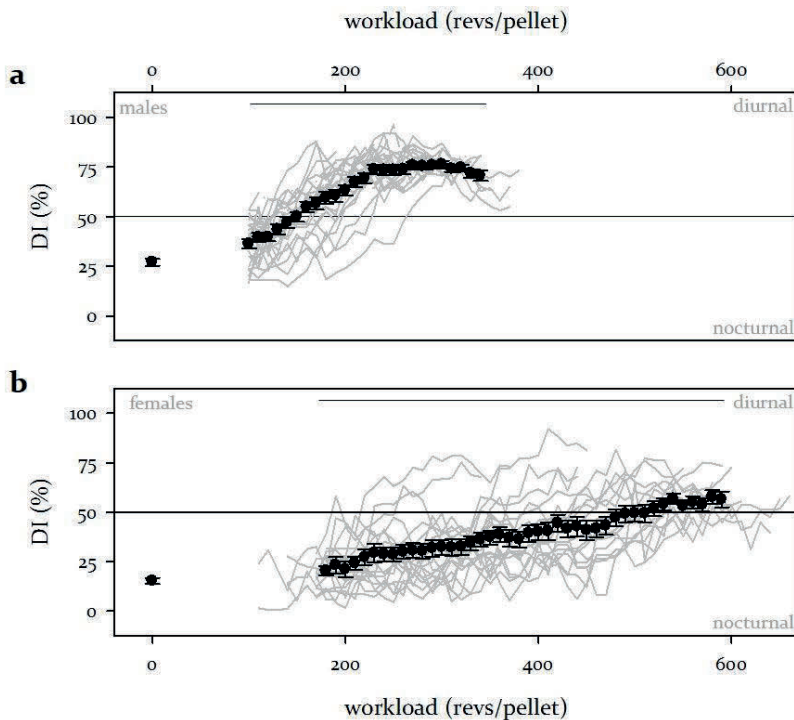 workload (revs/pellet)
a
0 200 400 600
males diurnal
100
75
50
25
0
DI (%)
nocturnal
b
females diurnal
100
75
50
25
0
DI (%)
nocturnal
0 200 400 600
workload (revs/pellet)